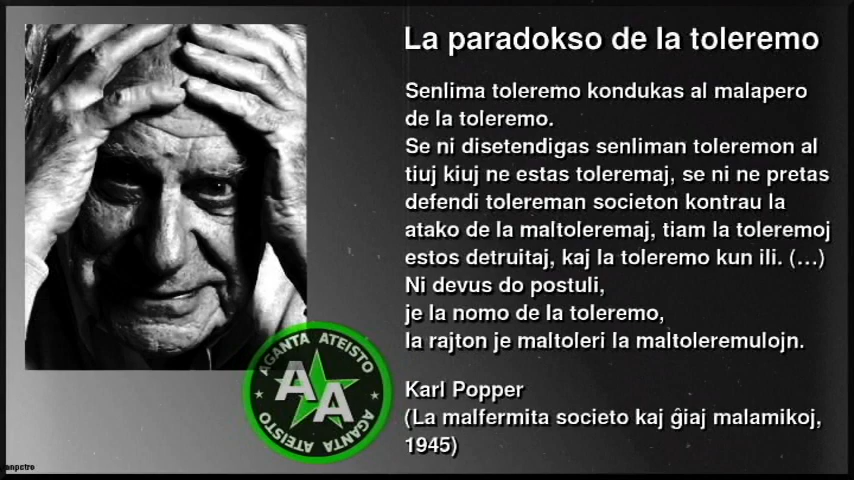 La paradokso de la toleremo
Senlima toleremo kondukas al malapero
de la toleremo.
Se ni disetendigas senliman toleremon al
tiuj kiuj ne estas toleremaj, se ni ne pretas
defendi tolereman societon kontrau la
atako de la maltoleremaj, tiam la toleremoj
estos detruitaj, kaj la toleremo kun ili. (…)
Ni devus do postuli,
je la nomo de la toleremo,
la rajton je maltoleri la maltoleremulojn.
Karl Popper
(La malfermita societo kaj ĝiaj malamikoj,
1945)
AGANTA ATEISTO
AA
AGANTA ATEISTO